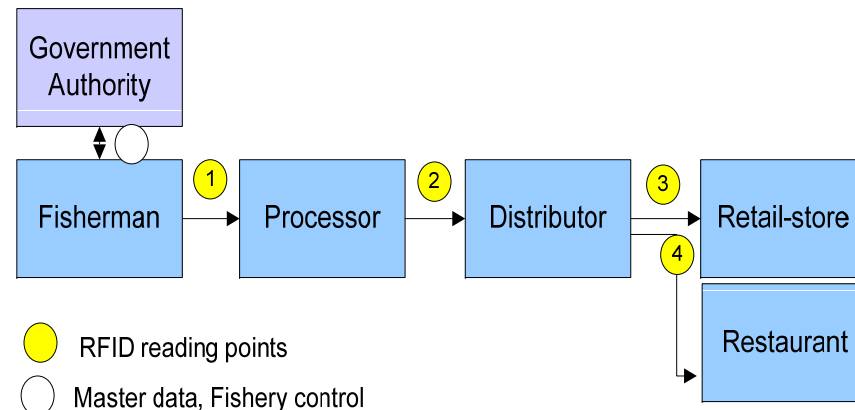 Government
Authority
1
2
3
Fisherman
Processor
Distributor
Retail-store
4
Restaurant
RFID reading points
Master data, Fishery control